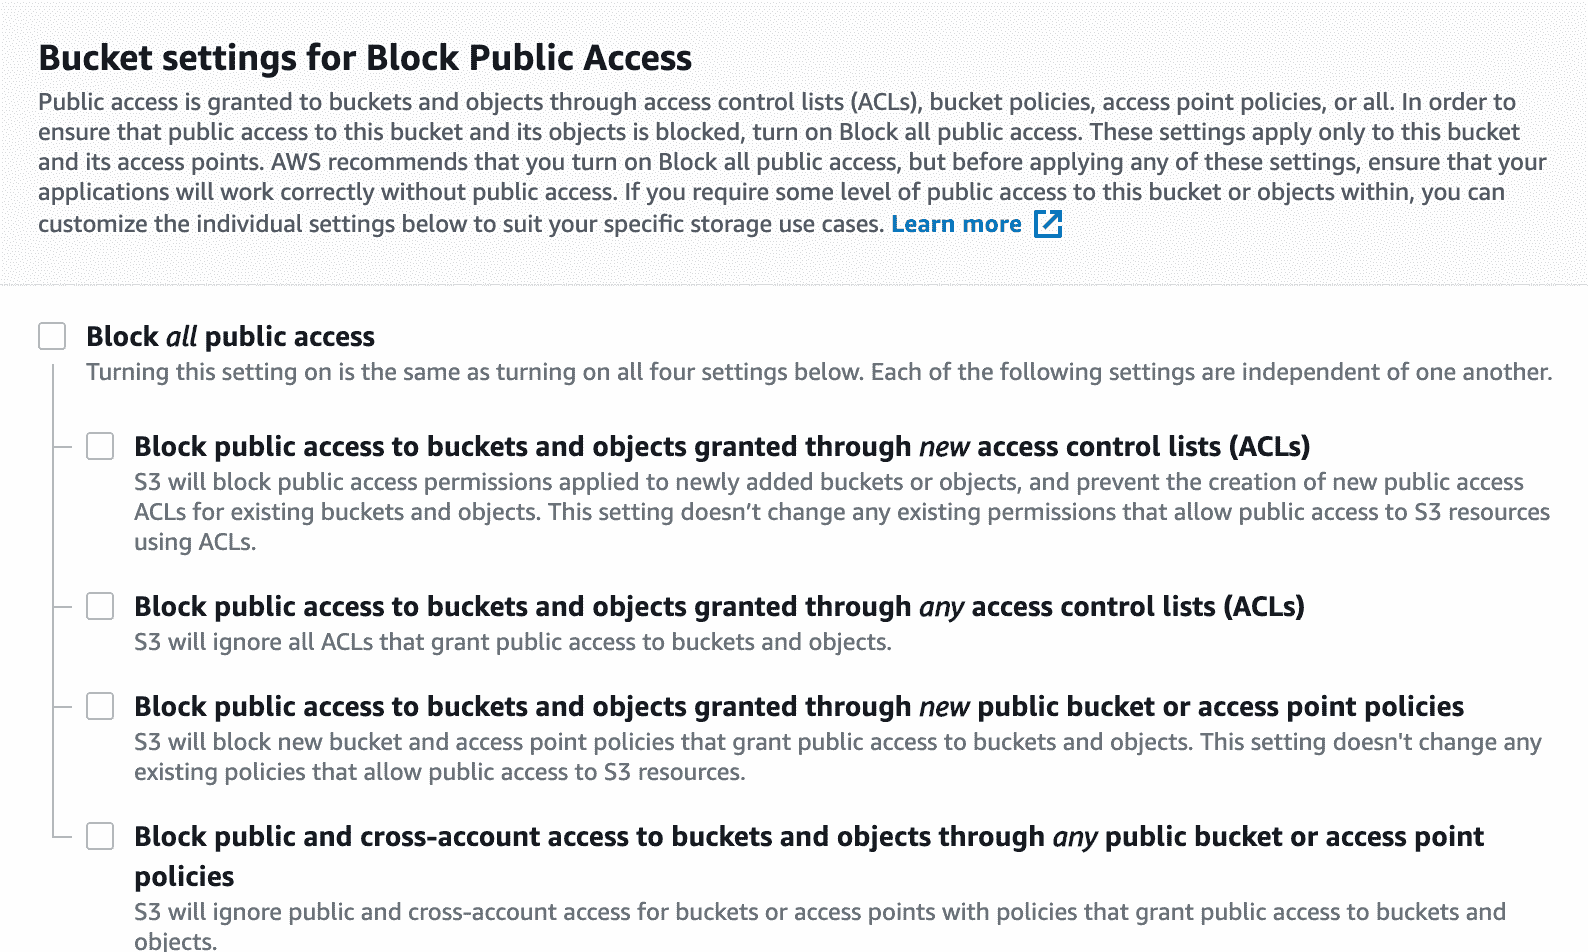 Bucket settings for Block Public Access
Public access is granted to buckets and objects through access control lists (ACLs), bucket policies, access point policies, or all. In order to
ensure that public access to this bucket and its objects is blocked, turn on Block all public access. These settings apply only to this bucket
and its access points. AWS recommends that you turn on Block all public access, but before applying any of these settings, ensure that your
applications will work correctly without public access. If you require some level of public access to this bucket or objects within, you can
customize the individual settings below to suit your specific storage use cases. Learn more
Block all public access
Turning this setting on is the same as turning on all four settings below. Each of the following settings are independent of one another.
Block public access to buckets and objects granted through new access control lists (ACLs)
S3 will block public access permissions applied to newly added buckets or objects, and prevent the creation of new public access
ACLs for existing buckets and objects. This setting doesn’t change any existing permissions that allow public access to S3 resources
using ACLs.
Block public access to buckets and objects granted through any access control lists (ACLs)
S3 will ignore all ACLs that grant public access to buckets and objects.
Block public access to buckets and objects granted through new public bucket or access point policies
S3 will block new bucket and access point policies that grant public access to buckets and objects. This setting doesn't change any
existing policies that allow public access to S3 resources.
Block public and cross-account access to buckets and objects through any public bucket or access point
policies
S3 will ignore public and cross-account access for buckets or access points with policies that grant public access to buckets and
objects.